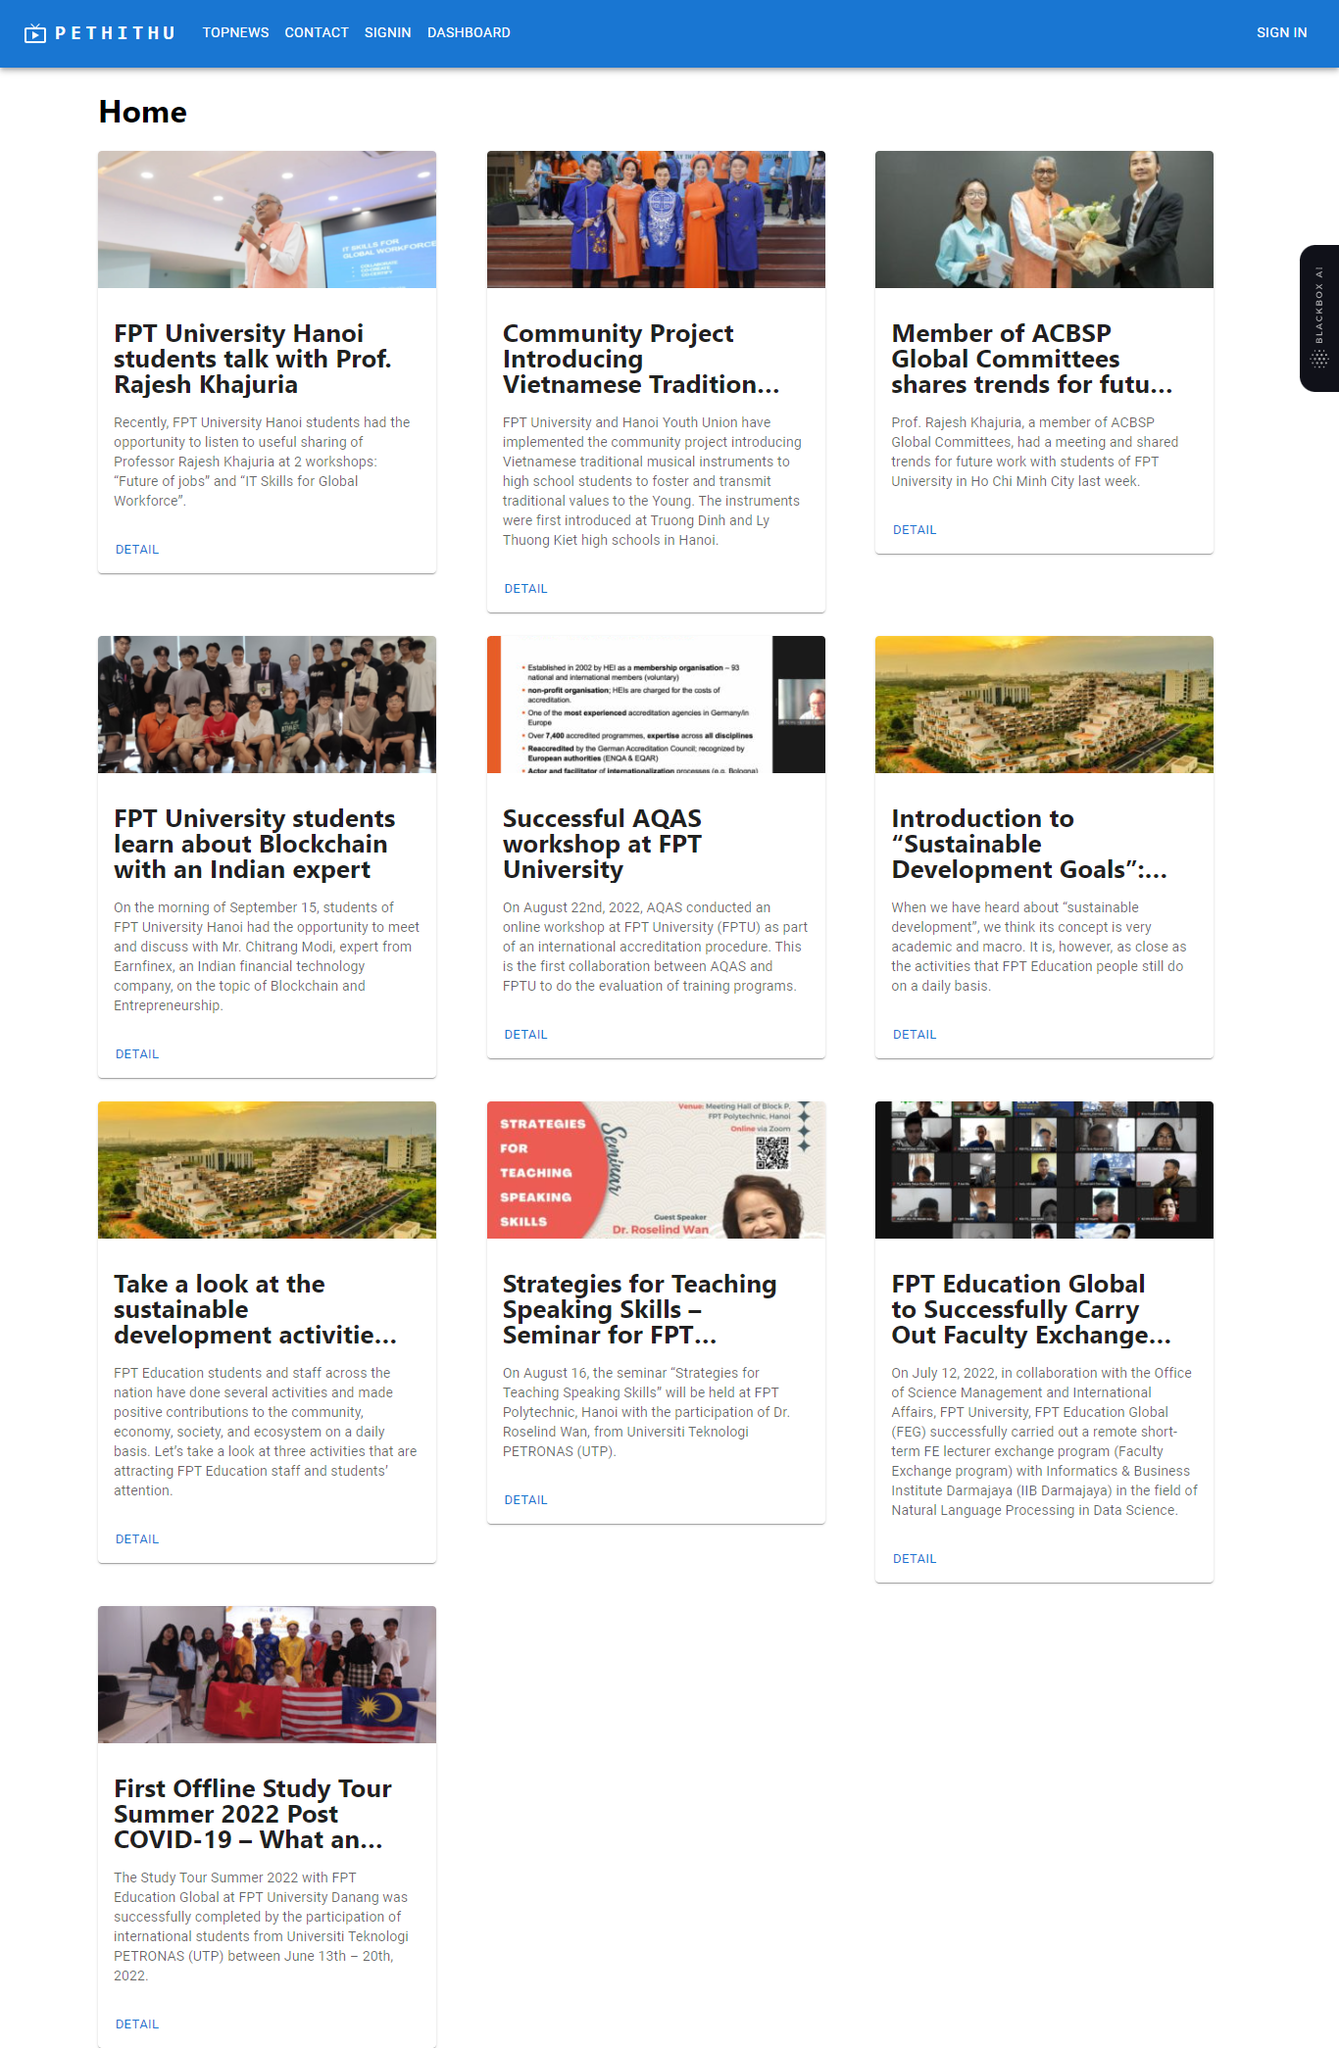 PETHITHU
TOPNEWS CONTACT SIGNIN DASHBOARD
SIGN IN
Home
IT SKILLS FOR
GLOBAL WORKFORCE
FPT University Hanoi
students talk with Prof.
Rajesh Khajuria
Recently, FPT University Hanoi students had the
opportunity to listen to useful sharing of
Professor Rajesh Khajuria at 2 workshops:
“Future of jobs” and “IT Skills for Global
Workforce”.
DETAIL
Community Project
Introducing
Vietnamese Tradition...
FPT University and Hanoi Youth Union have
implemented the community project introducing
Vietnamese traditional musical instruments to
high school students to foster and transmit
traditional values to the Young. The instruments
were first introduced at Truong Dinh and Ly
Thuong Kiet high schools in Hanoi.
DETAIL
Member of ACBSP
Global Committees
shares trends for futu...
Prof. Rajesh Khajuria, a member of ACBSP
Global Committees, had a meeting and shared
trends for future work with students of FPT
University in Ho Chi Minh City last week.
DETAIL
BLACKBOX AI
FPT University students
learn about Blockchain
with an Indian expert
On the morning of September 15, students of
FPT University Hanoi had the opportunity to meet
and discuss with Mr. Chitrang Modi, expert from
Earnfinex, an Indian financial technology
company, on the topic of Blockchain and
Entrepreneurship.
DETAIL
• Established in 2002 by HEI as a membership organisation – 93
national and international members (voluntary)
• non-profit organisation; HEIs are charged for the costs of
accreditation.
• One of the most experienced accreditation agencies in Germany/in
Europe
• Over 7,400 accredited programmes, expertise across all disciplines
• Reaccredited by the German Accreditation Council; recognized by
European authorities (ENQA & EQAR)
• Actor and facilitator of internationalization processes (e.g. Bologna)
Successful AQAS
workshop at FPT
University
On August 22nd, 2022, AQAS conducted an
online workshop at FPT University (FPTU) as part
of an international accreditation procedure. This
is the first collaboration between AQAS and
FPTU to do the evaluation of training programs.
DETAIL
Introduction to
“Sustainable
Development Goals”:...
When we have heard about “sustainable
development”, we think its concept is very
academic and macro. It is, however, as close as
the activities that FPT Education people still do
on a daily basis.
DETAIL
Take a look at the
sustainable
development activitie...
FPT Education students and staff across the
nation have done several activities and made
positive contributions to the community,
economy, society, and ecosystem on a daily
basis. Let’s take a look at three activities that are
attracting FPT Education staff and students’
attention.
DETAIL
STRATEGIES
FOR
TEACHING
SPEAKING
SKILLS
Seminar
Venue: Meeting Hall of Block P,
FPT Polytechnic, Hanoi
Online via Zoom
Guest Speaker
Dr. Roselind Wan
Strategies for Teaching
Speaking Skills –
Seminar for FPT...
On August 16, the seminar “Strategies for
Teaching Speaking Skills” will be held at FPT
Polytechnic, Hanoi with the participation of Dr.
Roselind Wan, from Universiti Teknologi
PETRONAS (UTP).
DETAIL
FPT Education Global
to Successfully Carry
Out Faculty Exchange...
On July 12, 2022, in collaboration with the Office
of Science Management and International
Affairs, FPT University, FPT Education Global
(FEG) successfully carried out a remote short-
term FE lecturer exchange program (Faculty
Exchange program) with Informatics & Business
Institute Darmajaya (IIB Darmajaya) in the field of
Natural Language Processing in Data Science.
DETAIL
First Offline Study Tour
Summer 2022 Post
COVID-19 – What an...
The Study Tour Summer 2022 with FPT
Education Global at FPT University Danang was
successfully completed by the participation of
international students from Universiti Teknologi
PETRONAS (UTP) between June 13th – 20th,
2022.
DETAIL